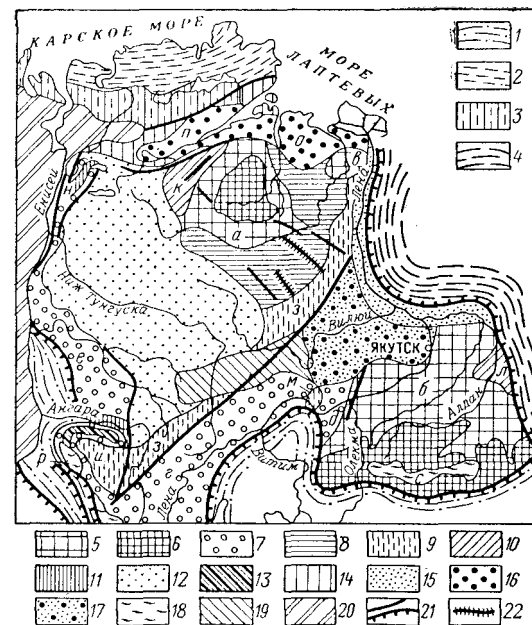 КАРСКОЕ МОРЕ
МОРЕ
ЛАПТЕВЫХ
1
2
3
4
п
о
в
к
а
Лена
Енисей
Ниж. Тунгуска
з
Вилюй
ЯКУТСК
е
м
б
л
Алдан
Ангара
и
д
Олекма
р
г
Лена
Витим
с
5
6
7
8
9
10
11
12
13
14
15
16
17
18
19
20
21
22